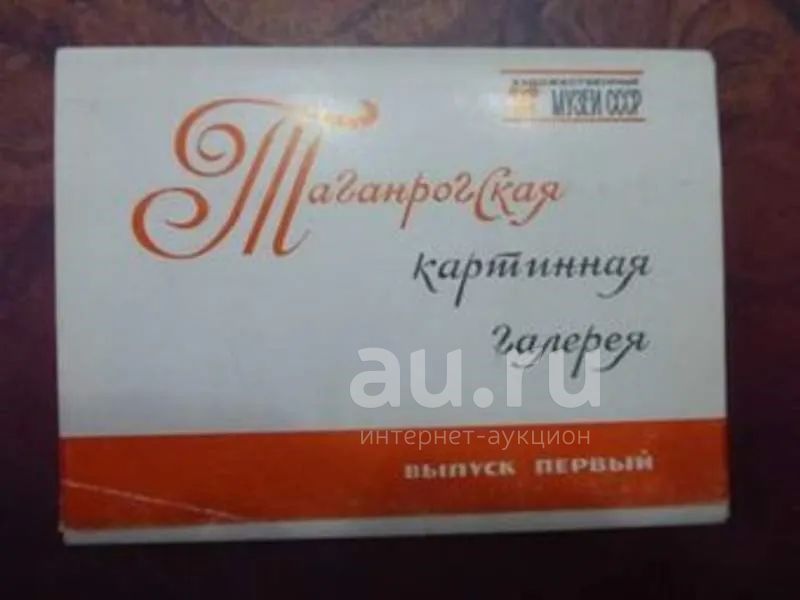 ХУДОЖЕСТВЕННЫЕ
МУЗЕИ СССР
Таганрогская
картинная
галерея
au.ru
интернет-аукцион
ВЫПУСК ПЕРВЫЙ